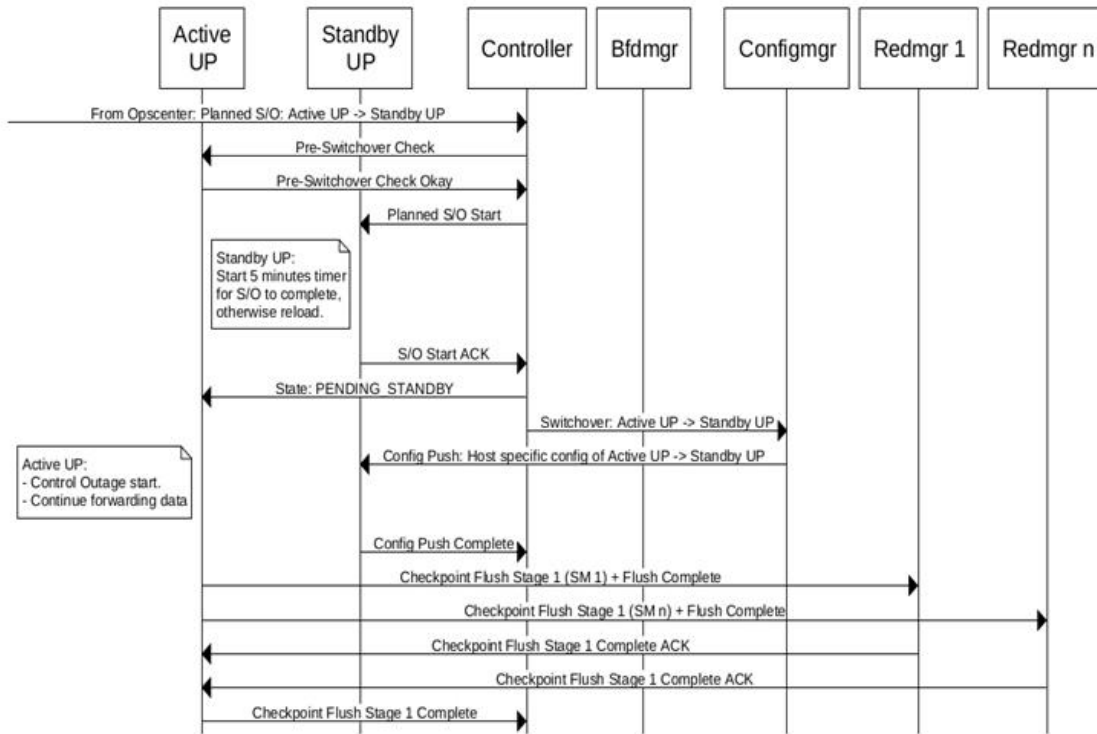 Active
UP
Standby
UP
Controller
Bfdmgr
Configmgr
Redmgr 1
Redmgr n
From Opscenter: Planned S/O: Active UP -> Standby UP
Pre-Switchover Check
Pre-Switchover Check Okay
Planned S/O Start
Standby UP:
Start 5 minutes timer
for S/O to complete,
otherwise reload.
S/O Start ACK
State: PENDING_STANDBY
Switchover: Active UP -> Standby UP
Config Push: Host specific config of Active UP -> Standby UP
Active UP:
- Control Outage start.
- Continue forwarding data
Config Push Complete
Checkpoint Flush Stage 1 (SM 1) + Flush Complete
Checkpoint Flush Stage 1 (SM n) + Flush Complete
Checkpoint Flush Stage 1 Complete ACK
Checkpoint Flush Stage 1 Complete ACK
Checkpoint Flush Stage 1 Complete